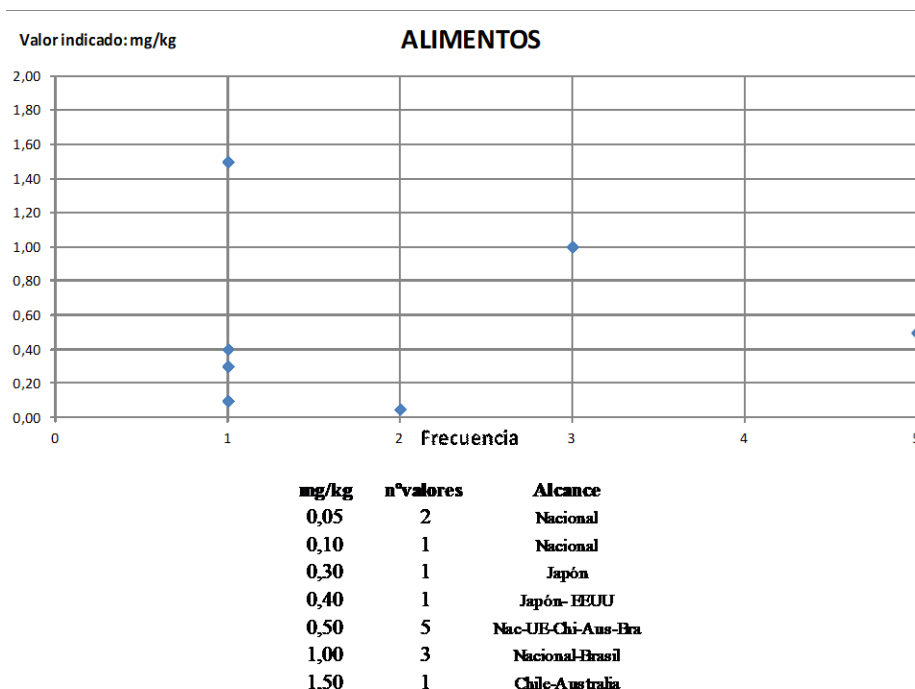 Valor indicado: mg/kg ALIMENTOS
2,00
1,80
1,60
1,40
1,20
1,00
0,80
0,60
0,40
0,20
0,00
0 1 2 3 4 5
Frecuencia
mg/kg nºvalores Alcance
0,05 2 Nacional
0,10 1 Nacional
0,30 1 Japón
0,40 1 Japón- EEUU
0,50 5 Nac-UE-Chi-Aus-Bra
1,00 3 Nacional-Brasil
1,50 1 Chile-Australia